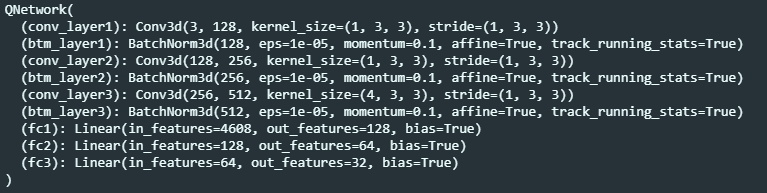 QNetwork(
  (conv_layer1): Conv3d(3, 128, kernel_size=(1, 3, 3), stride=(1, 3, 3))
  (btm_layer1): BatchNorm3d(128, eps=1e-05, momentum=0.1, affine=True, track_running_stats=True)
  (conv_layer2): Conv3d(128, 256, kernel_size=(1, 3, 3), stride=(1, 3, 3))
  (btm_layer2): BatchNorm3d(256, eps=1e-05, momentum=0.1, affine=True, track_running_stats=True)
  (conv_layer3): Conv3d(256, 512, kernel_size=(4, 3, 3), stride=(1, 3, 3))
  (btm_layer3): BatchNorm3d(512, eps=1e-05, momentum=0.1, affine=True, track_running_stats=True)
  (fc1): Linear(in_features=4608, out_features=128, bias=True)
  (fc2): Linear(in_features=128, out_features=64, bias=True)
  (fc3): Linear(in_features=64, out_features=32, bias=True)
)